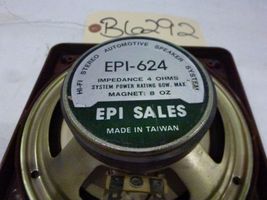 B6292
HI-FI STEREO AUTOMOTIVE SPEAKER SYSTEM
EPI-624
IMPEDANCE 4 OHMS
SYSTEM POWER RATING 60W. MAX.
MAGNET: 8 OZ
EPI SALES
MADE IN TAIWAN